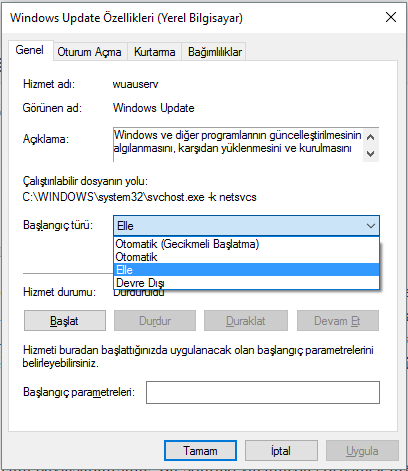 Windows Update Özellikleri (Yerel Bilgisayar)
Genel Oturum Açma Kurtarma Bağımlılıklar
Hizmet adı: wuauserv
Görünen ad: Windows Update
Açıklama: Windows ve diğer programlarının güncelleştirilmesinin
algılanmasını, karşıdan yüklenmesini ve kurulmasını
Çalıştırılabilir dosyanın yolu:
C:\WINDOWS\system32\svchost.exe -k netsvcs
Başlangıç türü: Elle
Otomatik (Gecikmeli Başlatma)
Otomatik
Elle
Devre Dışı
Hizmet durumu: Durduruldu
Başlat Durdur Duraklat Devam Et
Hizmeti buradan başlattığınızda uygulanacak olan başlangıç parametrelerini
belirleyebilirsiniz.
Başlangıç parametreleri:
Tamam İptal Uygula